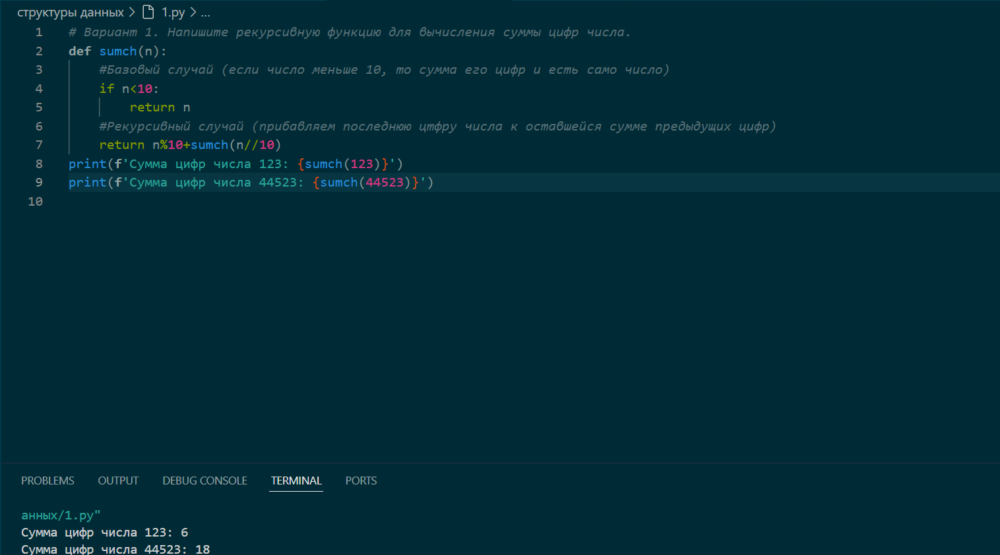 структуры данных > 1.py > ...
1 # Вариант 1. Напишите рекурсивную функцию для вычисления суммы цифр числа.
2 def sumch(n):
3 #Базовый случай (если число меньше 10, то сумма его цифр и есть само число)
4 if n<10:
5 return n
6 #Рекурсивный случай (прибавляем последнюю цтфру числа к оставшейся сумме предыдущих цифр)
7 return n%10+sumch(n//10)
8 print(f'Сумма цифр числа 123: {sumch(123)}')
9 print(f'Сумма цифр числа 44523: {sumch(44523)}')
10
PROBLEMS OUTPUT DEBUG CONSOLE TERMINAL PORTS
анных/1.py"
Сумма цифр числа 123: 6
Сумма цифр числа 44523: 18